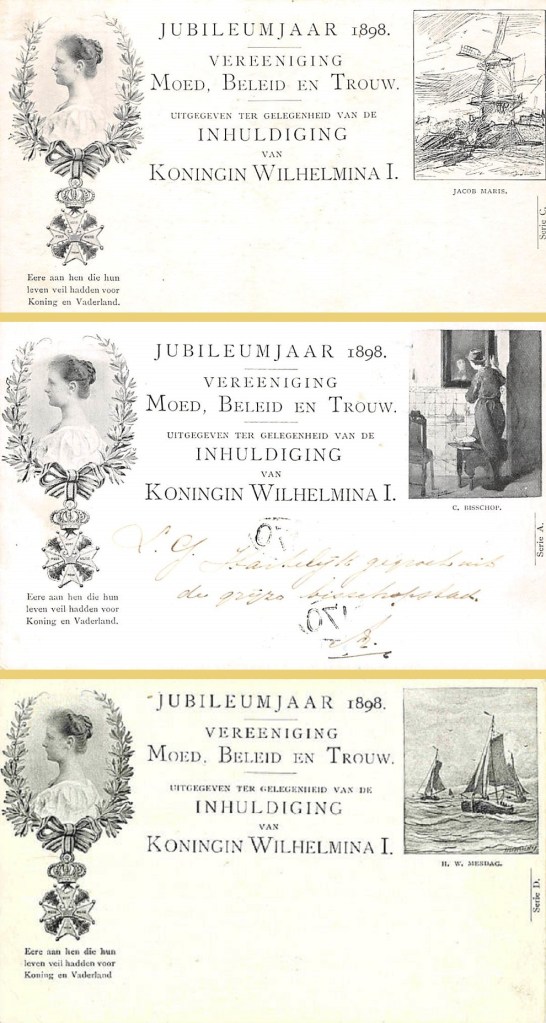 JUBILEUMJAAR 1898.
VEREENIGING
MOED, BELEID EN TROUW.
UITGEGEVEN TER GELEGENHEID VAN DE
INHULDIGING
VAN
KONINGIN WILHELMINA I.
JACOB MARIS.
Serie C.
Eere aan hen die hun
leven veil hadden voor
Koning en Vaderland.
JUBILEUMJAAR 1898.
VEREENIGING
MOED, BELEID EN TROUW.
UITGEGEVEN TER GELEGENHEID VAN DE
INHULDIGING
VAN
KONINGIN WILHELMINA I.
C. BISSCHOP.
Serie A.
L. G. Hartelijk gegroet uit
de grijze bisschopstad.
Eere aan hen die hun
leven veil hadden voor
Koning en Vaderland.
JUBILEUMJAAR 1898.
VEREENIGING
MOED, BELEID EN TROUW.
UITGEGEVEN TER GELEGENHEID VAN DE
INHULDIGING
VAN
KONINGIN WILHELMINA I.
H. W. MESDAG.
Serie D.
Eere aan hen die hun
leven veil hadden voor
Koning en Vaderland